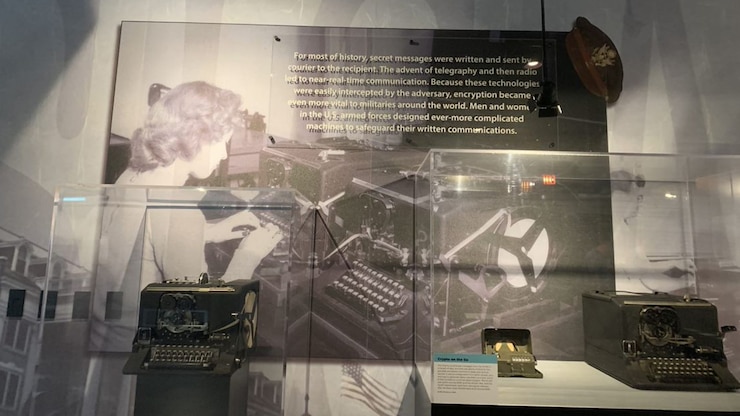 For most of history, secret messages were written and sent by
courier to the recipient. The advent of telegraphy and then radio
led to near-real-time communication. Because these technologies
were easily intercepted by the adversary, encryption became
even more vital to militaries around the world. Men and
in the U.S. armed forces designed ever-more complicated
machines to safeguard their written communications.